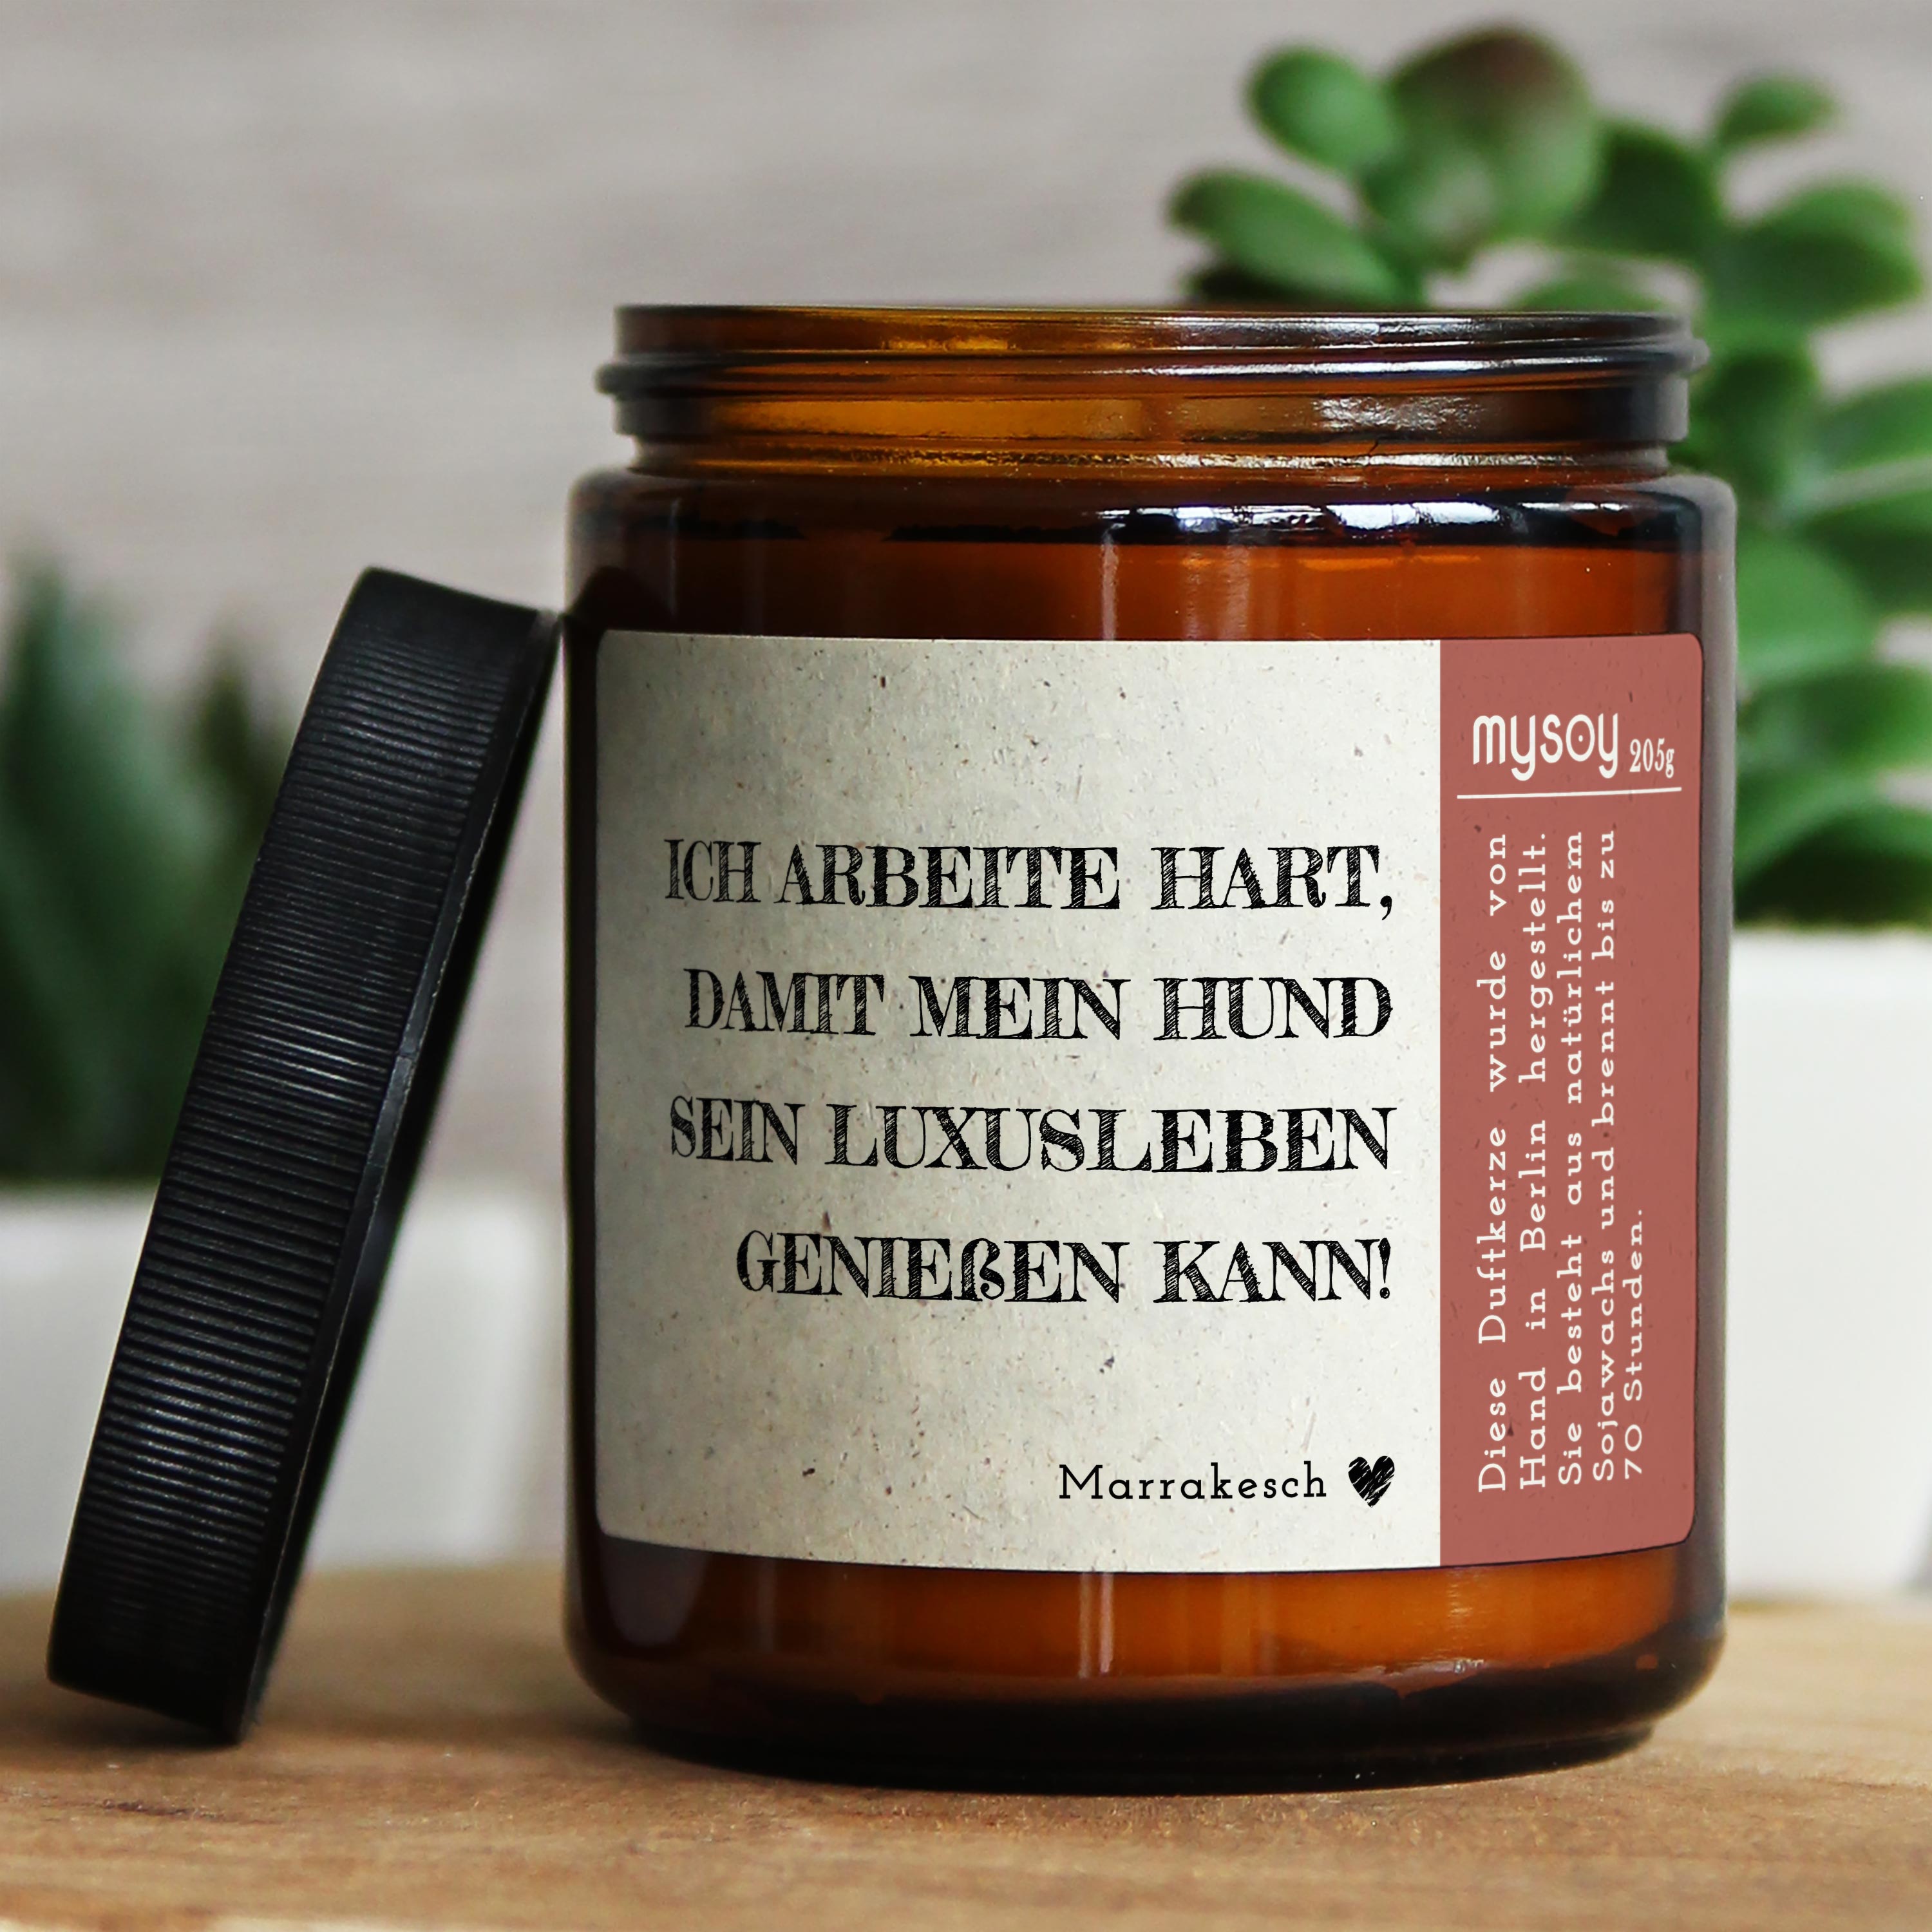 ICH ARBEITE HART,
DAMIT MEIN HUND
SEIN LUXUSLEBEN
GENIEßEN KANN!
Marrakesch
mysoy 205g
Diese Duftkerze wurde von
Hand in Berlin hergestellt.
Sie besteht aus natürlichem
Sojawachs und brennt bis zu
70 Stunden.